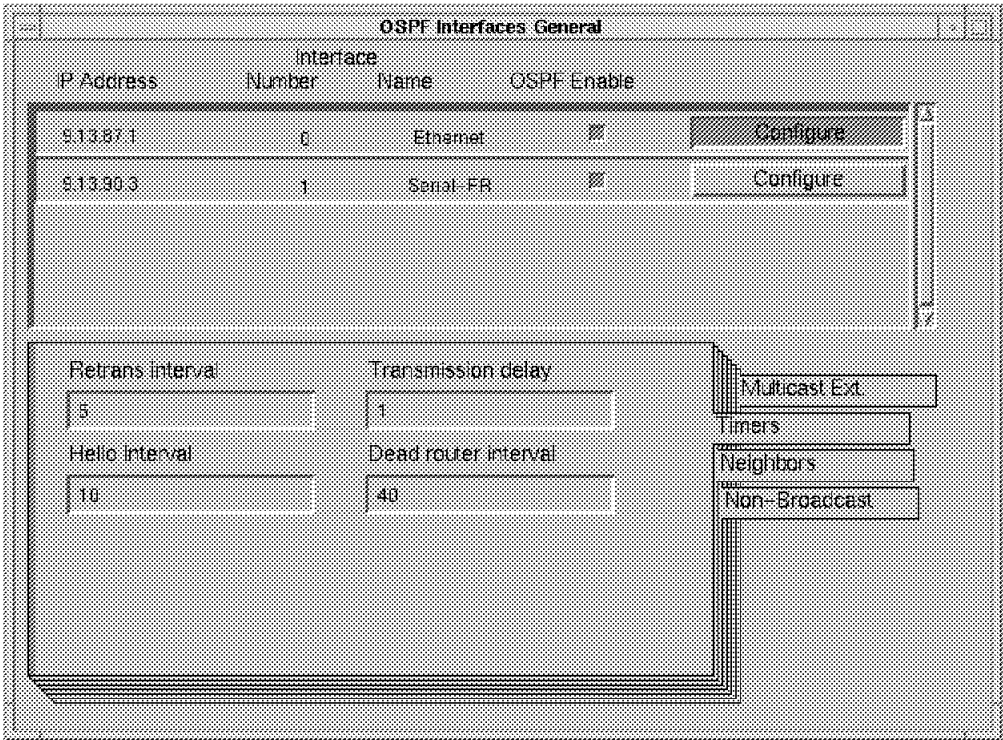 OSPF Interfaces General
Interface
IP Address Number Name OSPF Enable
9.13.87.1 0 Ethernet Configure
9.13.90.3 1 Serial-FR Configure
Retrans interval Transmission delay
5 1
Hello interval Dead router interval
10 40
Multicast Ext.
Timers
Neighbors
Non-Broadcast